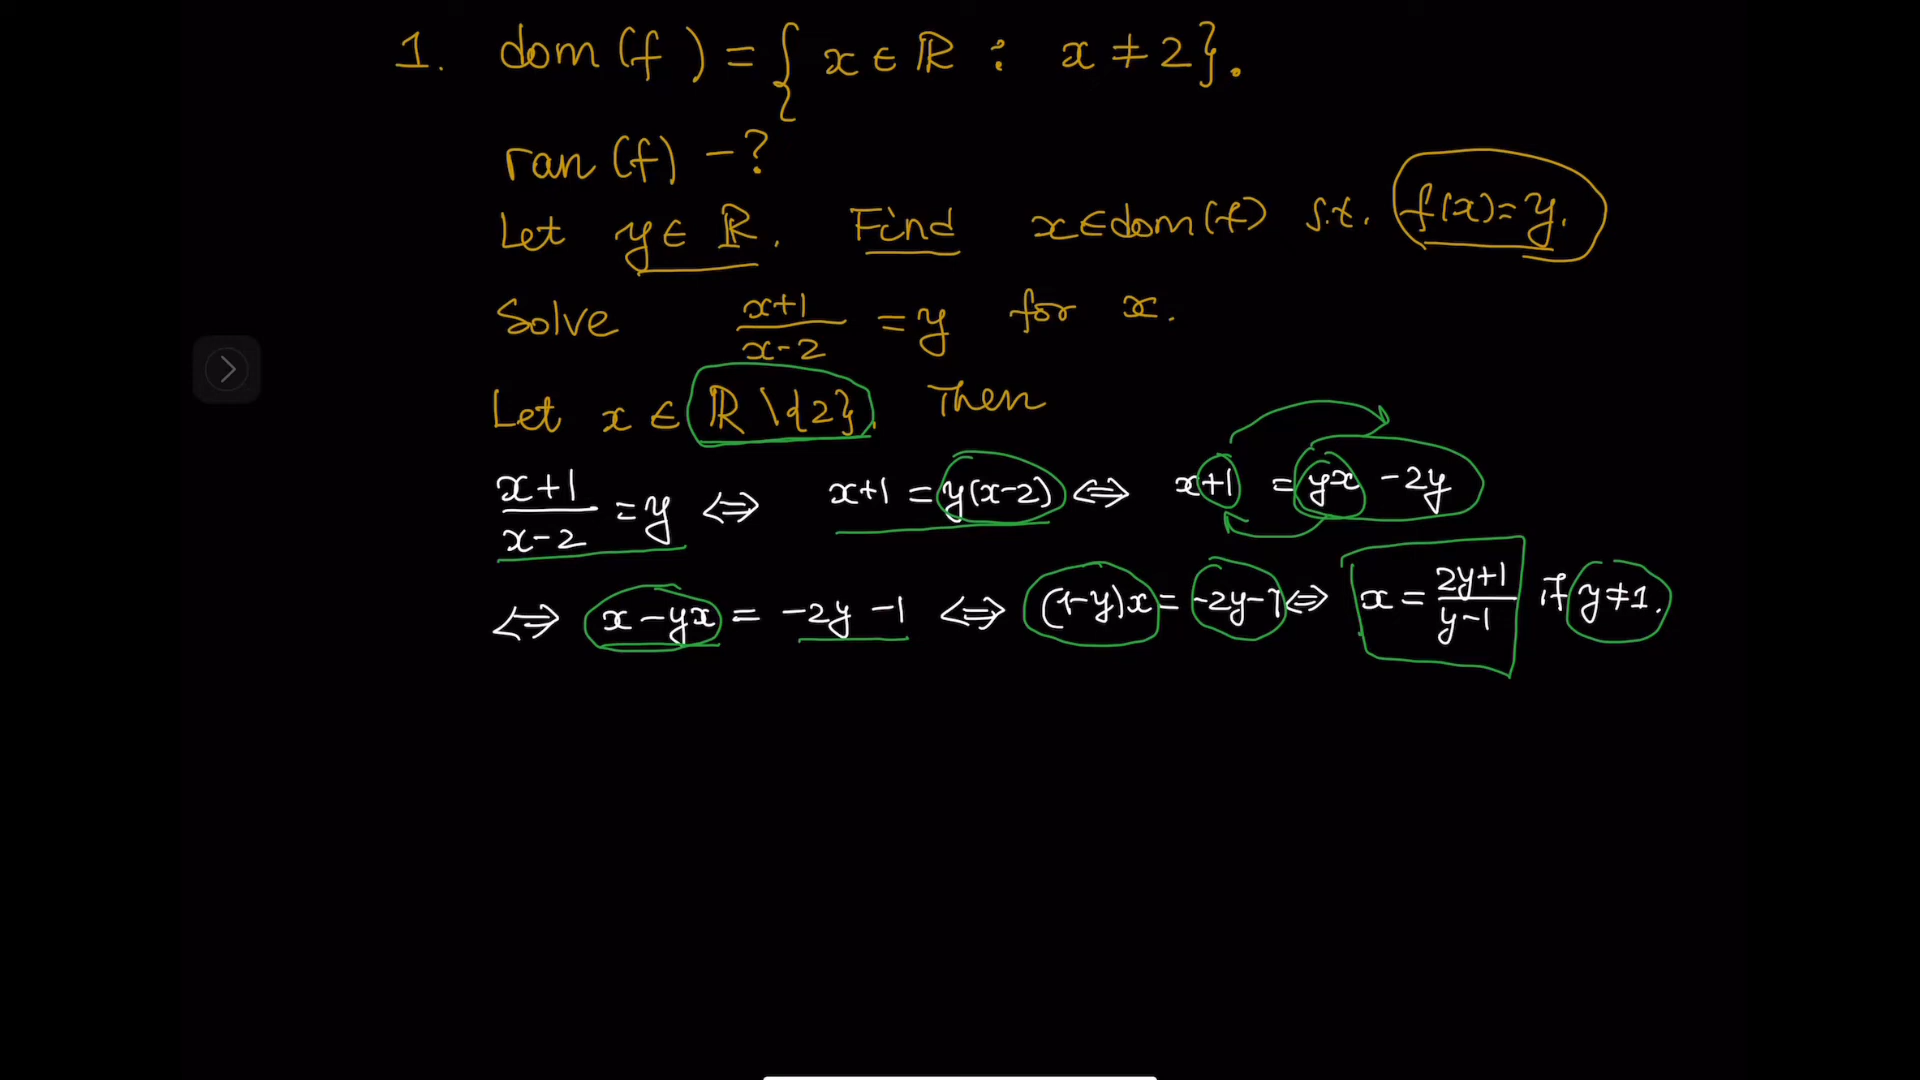 1. dom(f) = { x ∈ ℝ : x ≠ 2}.
ran(f) - ?
Let y ∈ ℝ. Find x ∈ dom(f) s.t. f(x) = y.
Solve (x+1)/(x-2) = y for x.
Let x ∈ ℝ \ {2}. Then
(x+1)/(x-2) = y ⇔ x+1 = y(x-2) ⇔ x+1 = yx - 2y
⇔ x - yx = -2y - 1 ⇔ (1-y)x = -2y-1 ⇔ x = (2y+1)/(y-1) if y ≠ 1.